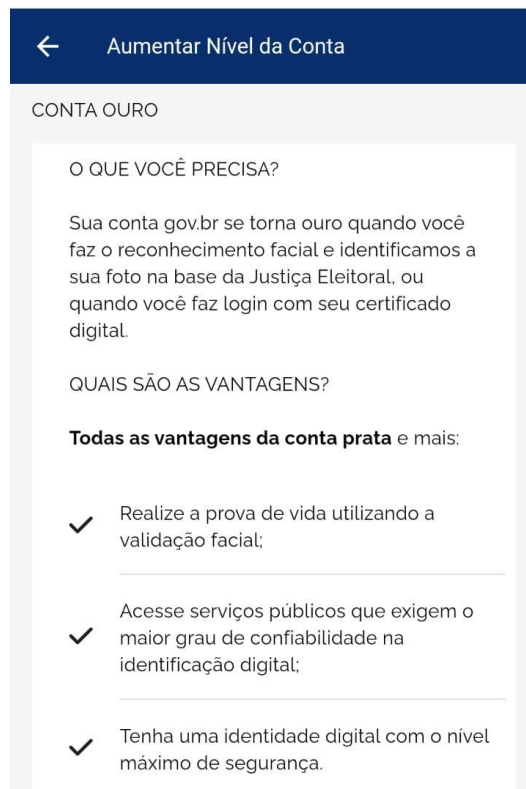 Aumentar Nível da Conta
CONTA OURO
O QUE VOCÊ PRECISA?
Sua conta gov.br se torna ouro quando você
faz o reconhecimento facial e identificamos a
sua foto na base da Justiça Eleitoral, ou
quando você faz login com seu certificado
digital.
QUAIS SÃO AS VANTAGENS?
Todas as vantagens da conta prata e mais:
Realize a prova de vida utilizando a
validação facial;
Acesse serviços públicos que exigem o
maior grau de confiabilidade na
identificação digital;
Tenha uma identidade digital com o nível
máximo de segurança.